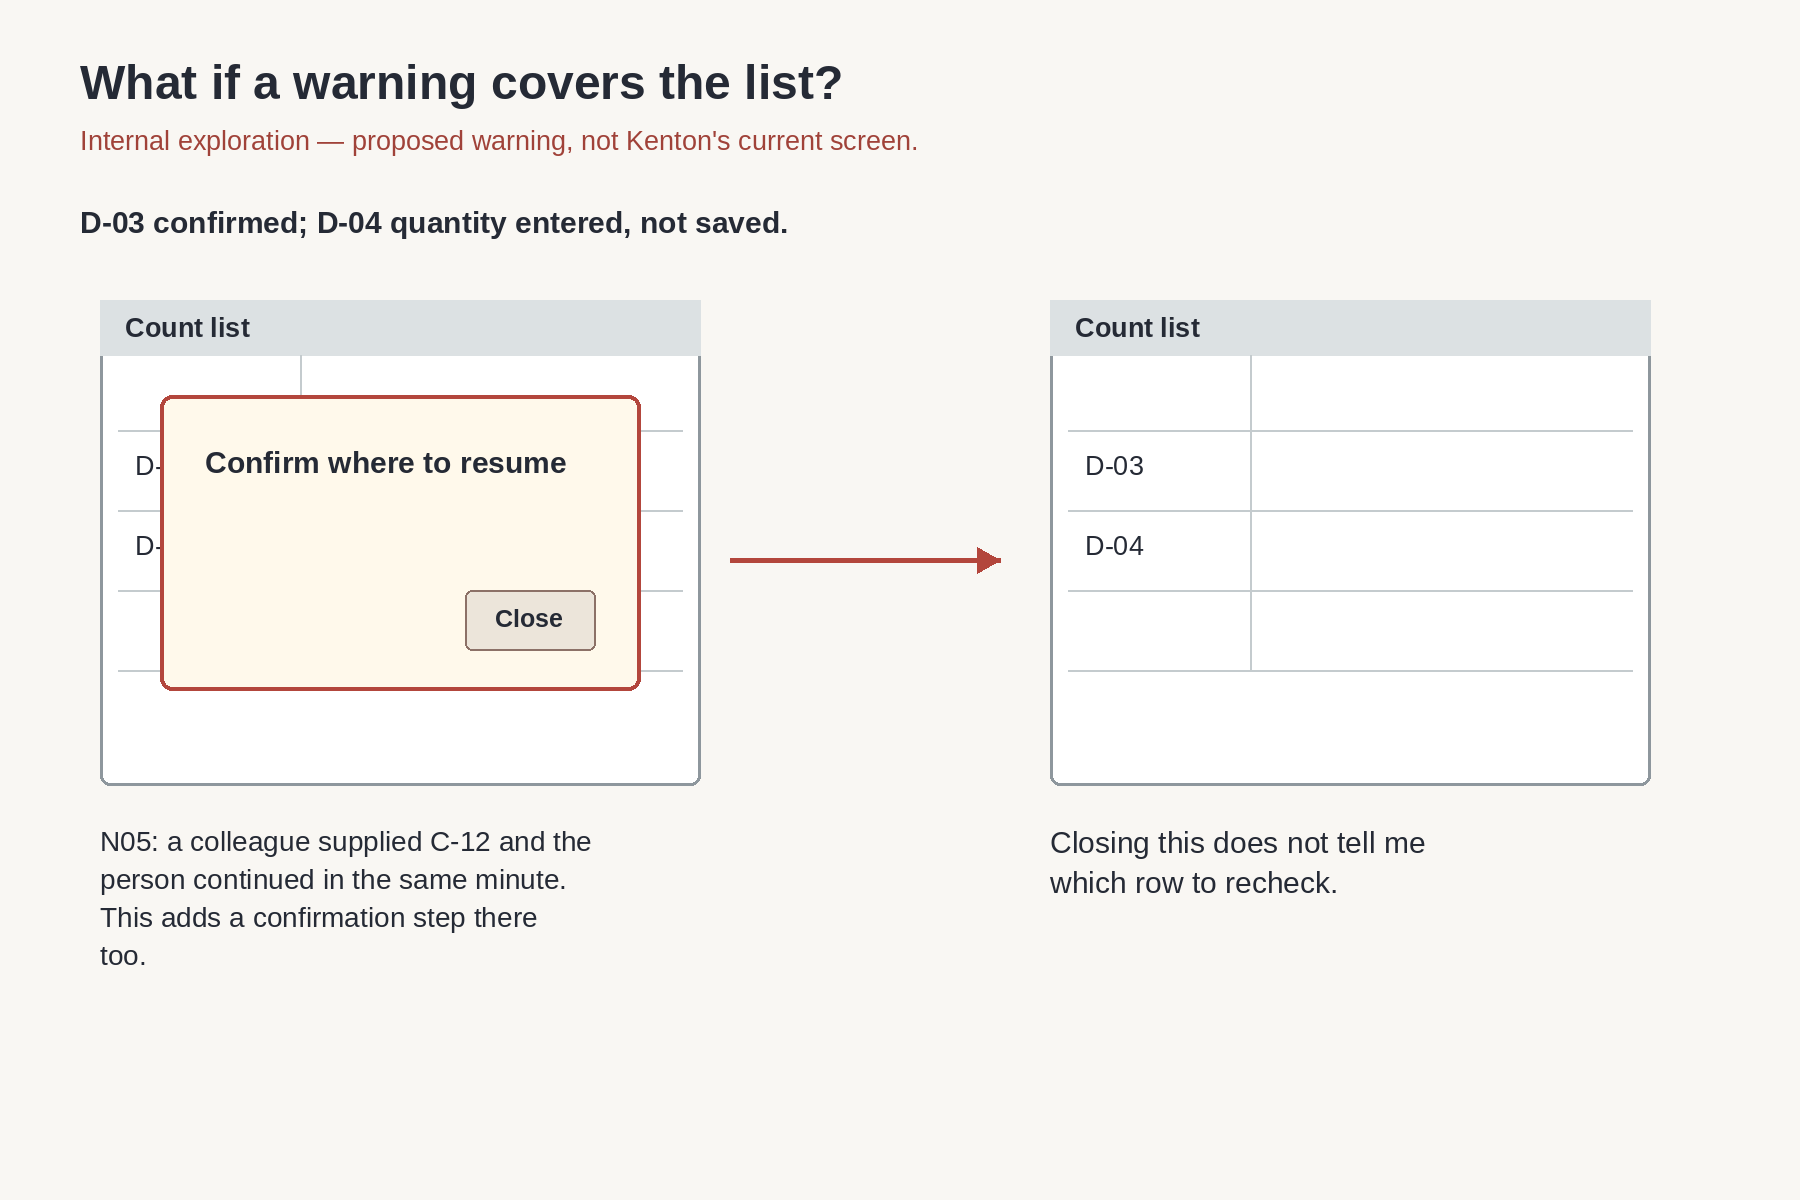 What if a warning covers the list?
Internal exploration — proposed warning, not Kenton's current screen.
D-03 confirmed; D-04 quantity entered, not saved.
Count list
D-
Confirm where to resume
D-
Close
Count list
D-03
D-04
N05: a colleague supplied C-12 and the
person continued in the same minute.
This adds a confirmation step there
too.
Closing this does not tell me
which row to recheck.